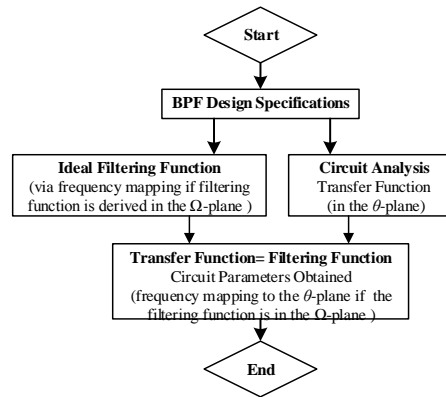 Start
BPF Design Specifications
Ideal Filtering Function
(via frequency mapping if filtering
function is derived in the Ω-plane )
Circuit Analysis
Transfer Function
(in the θ-plane)
Transfer Function= Filtering Function
Circuit Parameters Obtained
(frequency mapping to the θ-plane if the
filtering function is in the Ω-plane )
End